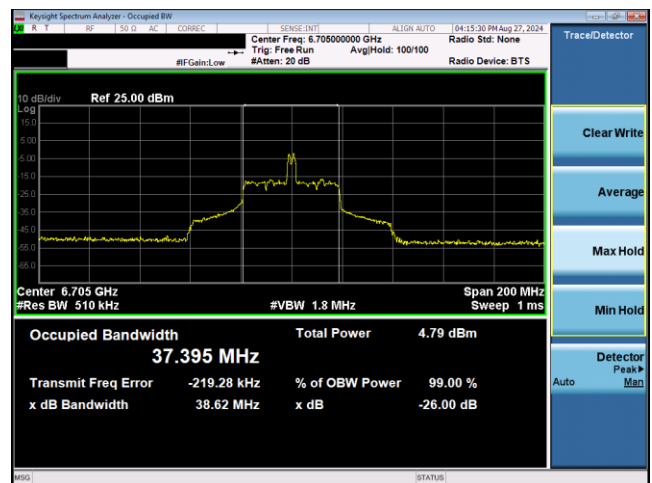 Keysight Spectrum Analyzer - Occupied BW
R T RF 50 Ω AC CORREC SENSE:INT ALIGN AUTO 04:15:30 PM Aug 27, 2024
Center Freq: 6.705000000 GHz Radio Std: None
Trig: Free Run Avg|Hold: 100/100
#IFGain:Low #Atten: 20 dB Radio Device: BTS
Trace/Detector
10 dB/div Ref 25.00 dBm
Log
15.0
5.00
-5.00
-15.0
-25.0
-35.0
-45.0
-55.0
-65.0
Center 6.705 GHz Span 200 MHz
#Res BW 510 kHz #VBW 1.8 MHz Sweep 1 ms
Occupied Bandwidth Total Power 4.79 dBm
37.395 MHz
Transmit Freq Error -219.28 kHz % of OBW Power 99.00 %
x dB Bandwidth 38.62 MHz x dB -26.00 dB
Clear Write
Average
Max Hold
Min Hold
Detector
Peak▶
Auto Man
MSG STATUS